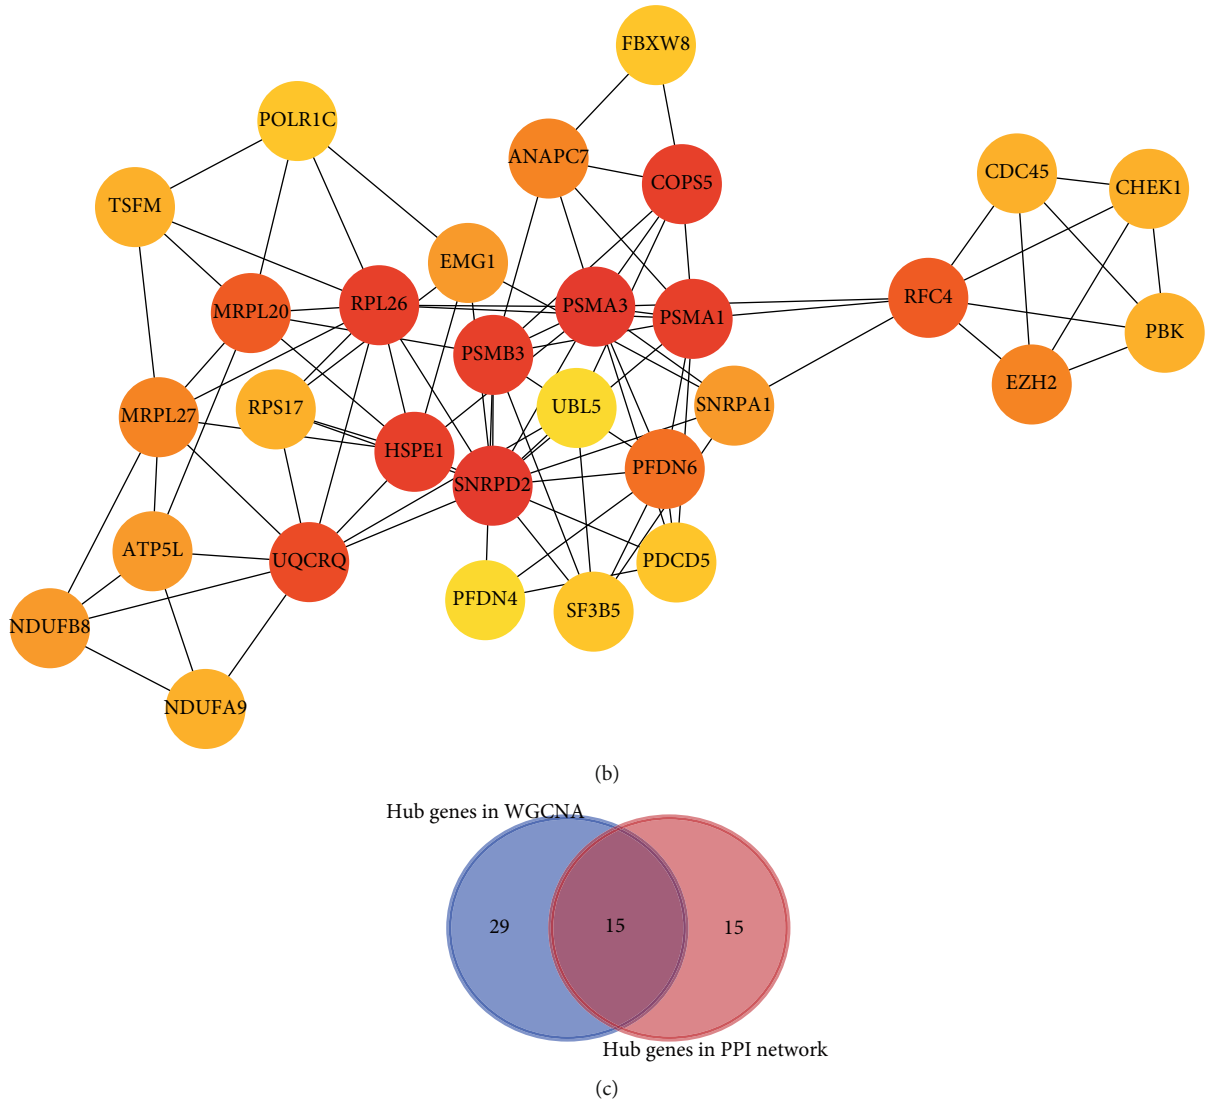 FBXW8
POLR1C
ANAPC7
COPS5
CDC45
CHEK1
TSFM
EMG1
MRPL20
RPL26
PSMA3
PSMA1
RFC4
PBK
PSMB3
EZH2
MRPL27
RPS17
UBL5
SNRPA1
HSPE1
SNRPD2
PFDN6
ATP5L
UQCRQ
PDCD5
PFDN4
SF3B5
NDUFB8
NDUFA9
(b)
Hub genes in WGCNA
29
15
15
Hub genes in PPI network
(c)